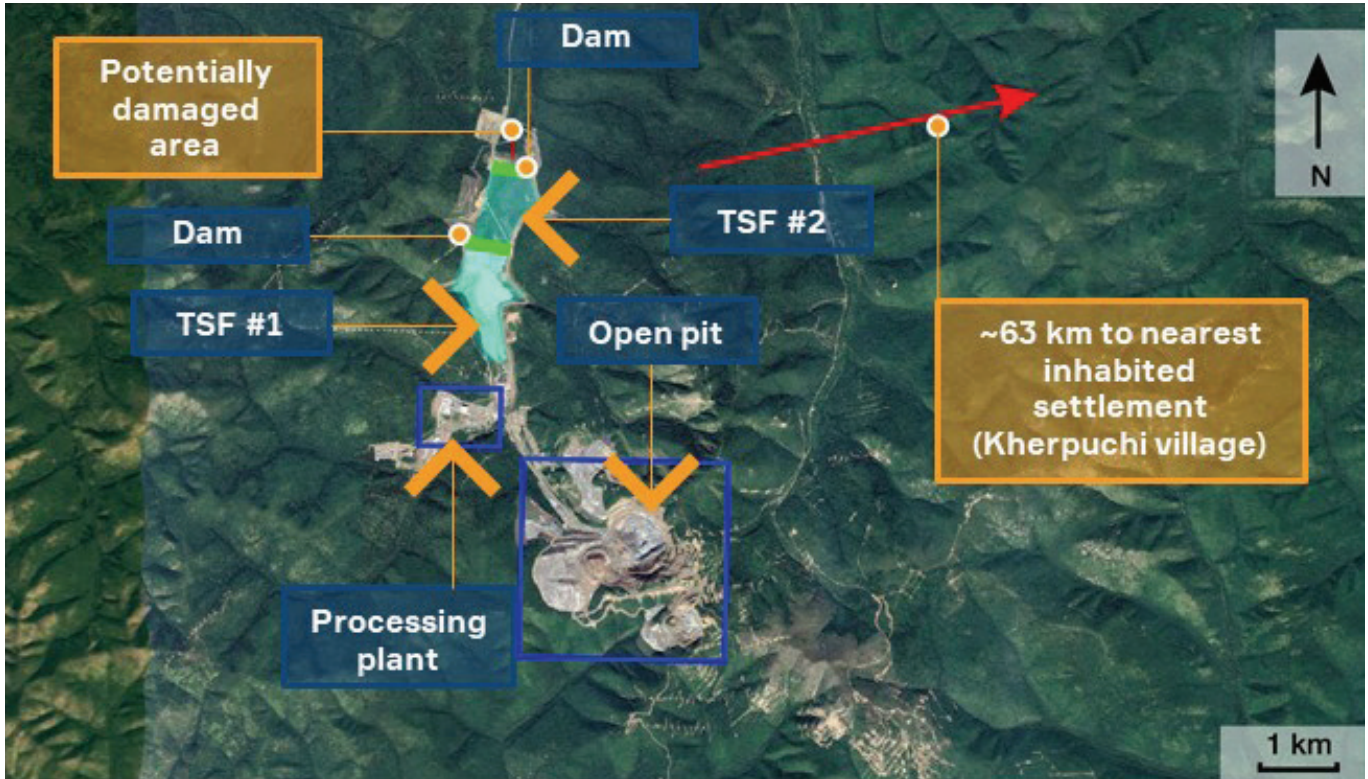 Dam
Potentially
damaged
area
N
TSF #2
Dam
TSF #1
Open pit
~63 km to nearest
inhabited
settlement
(Kherpuchi village)
Processing
plant
1 km